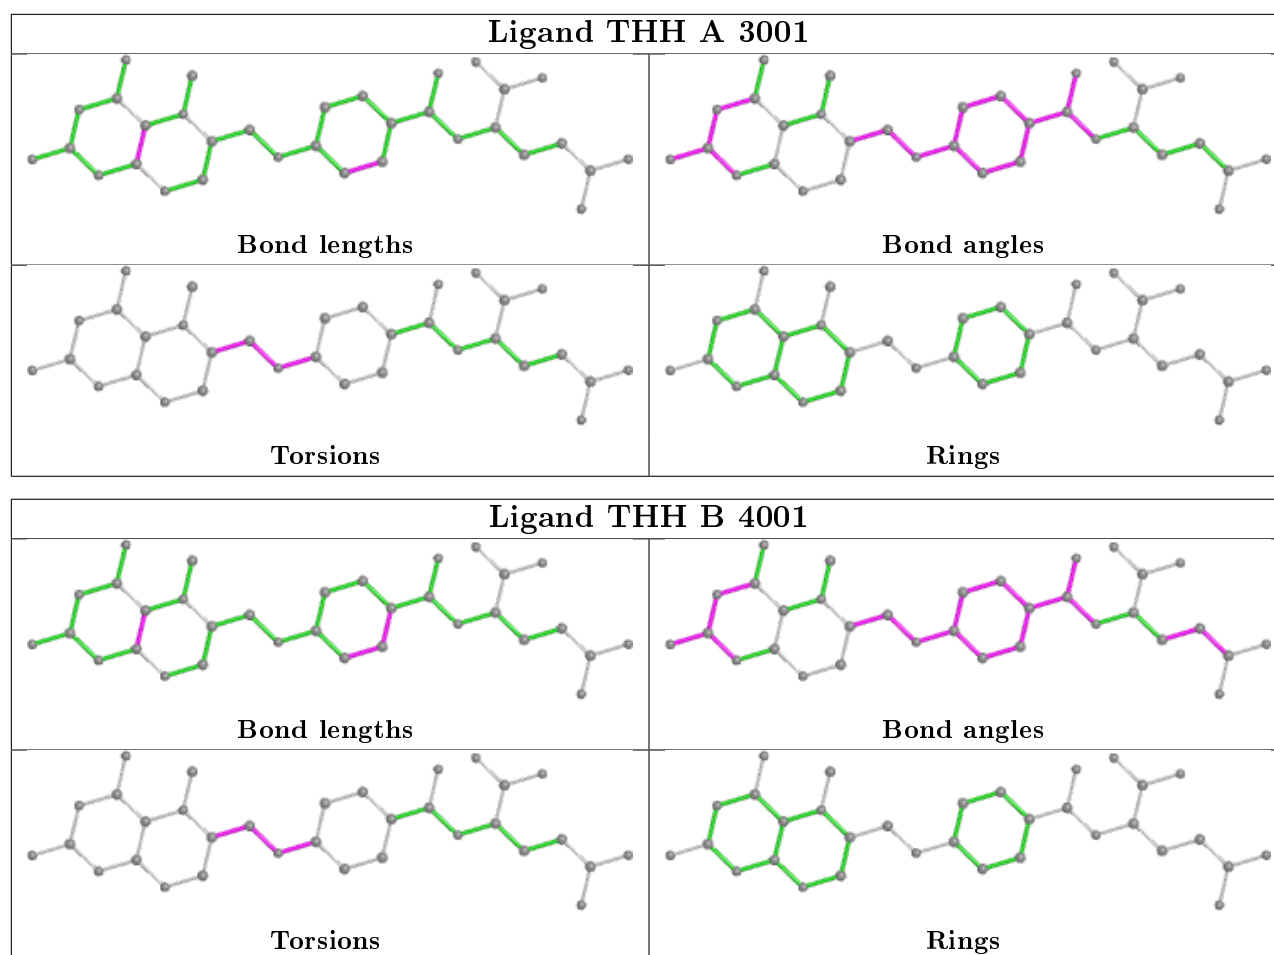 Ligand THH A 3001
Bond lengths
Bond angles
Torsions
Rings
Ligand THH B 4001
Bond lengths
Bond angles
Torsions
Rings